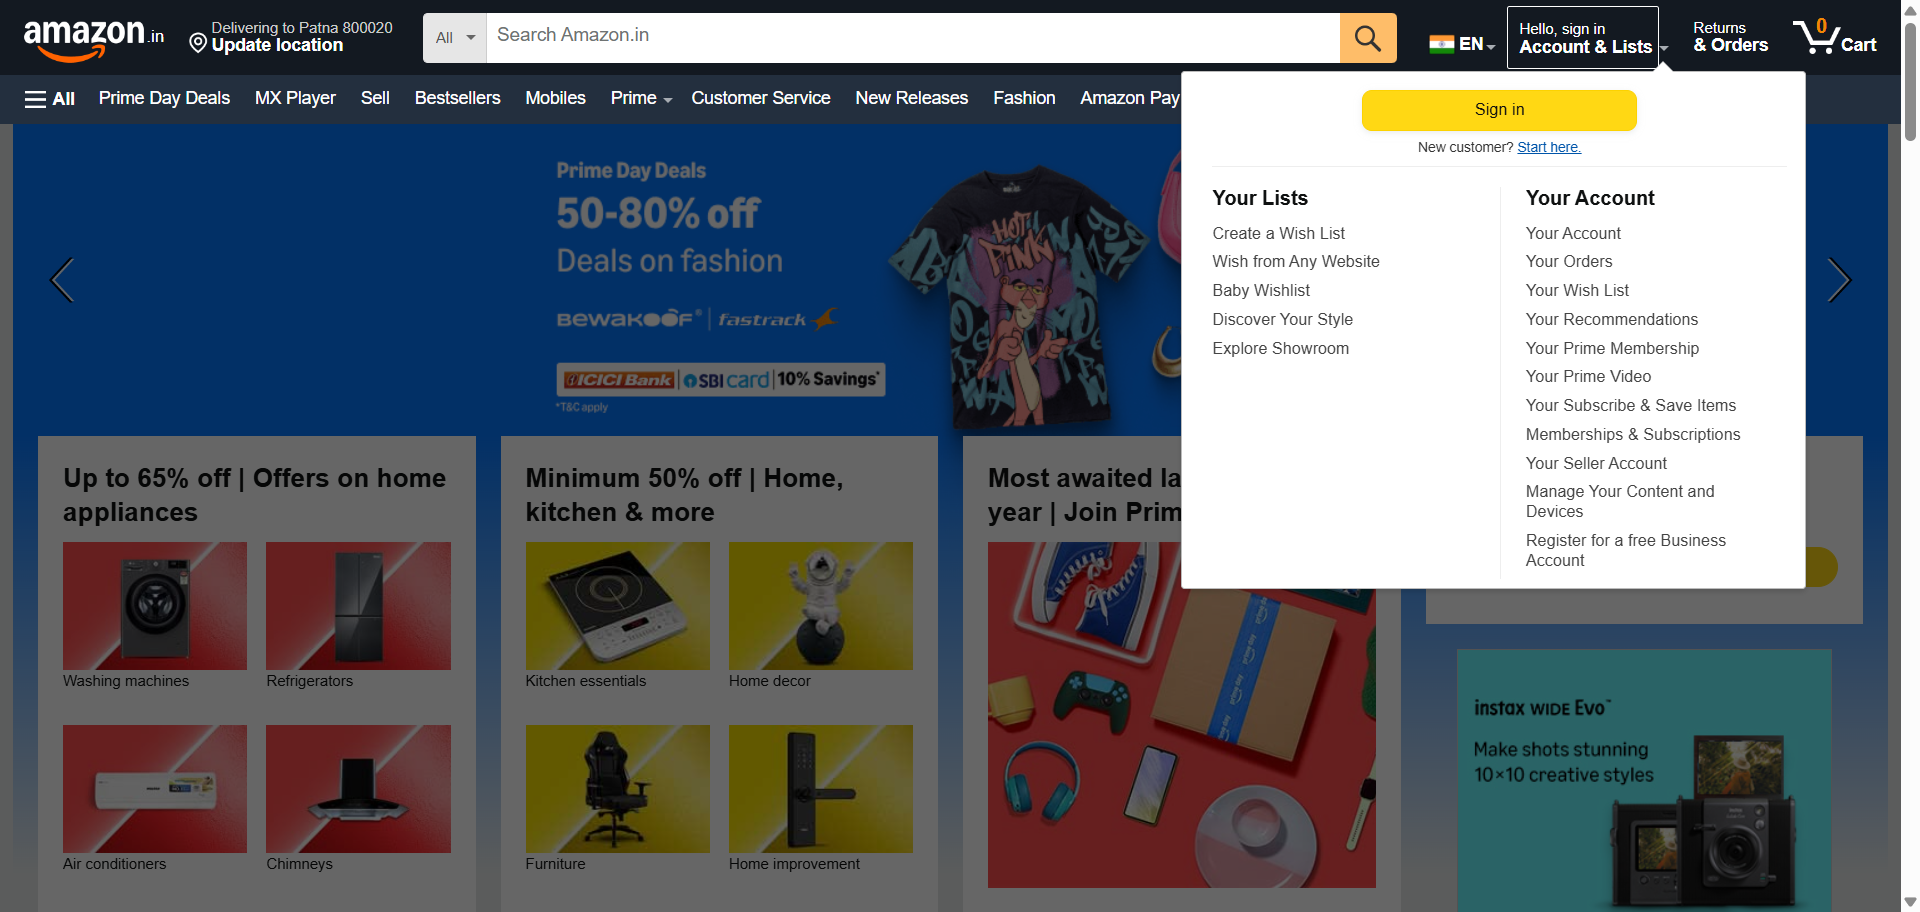 amazon.in
Delivering to Patna 800020
Update location
All
Search Amazon.in
EN
Hello, sign in
Account & Lists
Returns
& Orders
0
Cart
All
Prime Day Deals
MX Player
Sell
Bestsellers
Mobiles
Prime
Customer Service
New Releases
Fashion
Amazon Pay
Sign in
New customer? Start here.
Your Lists
Create a Wish List
Wish from Any Website
Baby Wishlist
Discover Your Style
Explore Showroom
Your Account
Your Account
Your Orders
Your Wish List
Your Recommendations
Your Prime Membership
Your Prime Video
Your Subscribe & Save Items
Memberships & Subscriptions
Your Seller Account
Manage Your Content and
Devices
Register for a free Business
Account
Prime Day Deals
50-80% off
Deals on fashion
BEWAKOOF® | fastrack
ICICI Bank | SBI card | 10% Savings*
*T&C apply
HOT
PINK
Up to 65% off | Offers on home
appliances
Washing machines
Refrigerators
Air conditioners
Chimneys
Minimum 50% off | Home,
kitchen & more
Kitchen essentials
Home decor
Furniture
Home improvement
Most awaited
year | Join
prime day
prime day
instax WIDE Evo™
Make shots stunning
10×10 creative styles